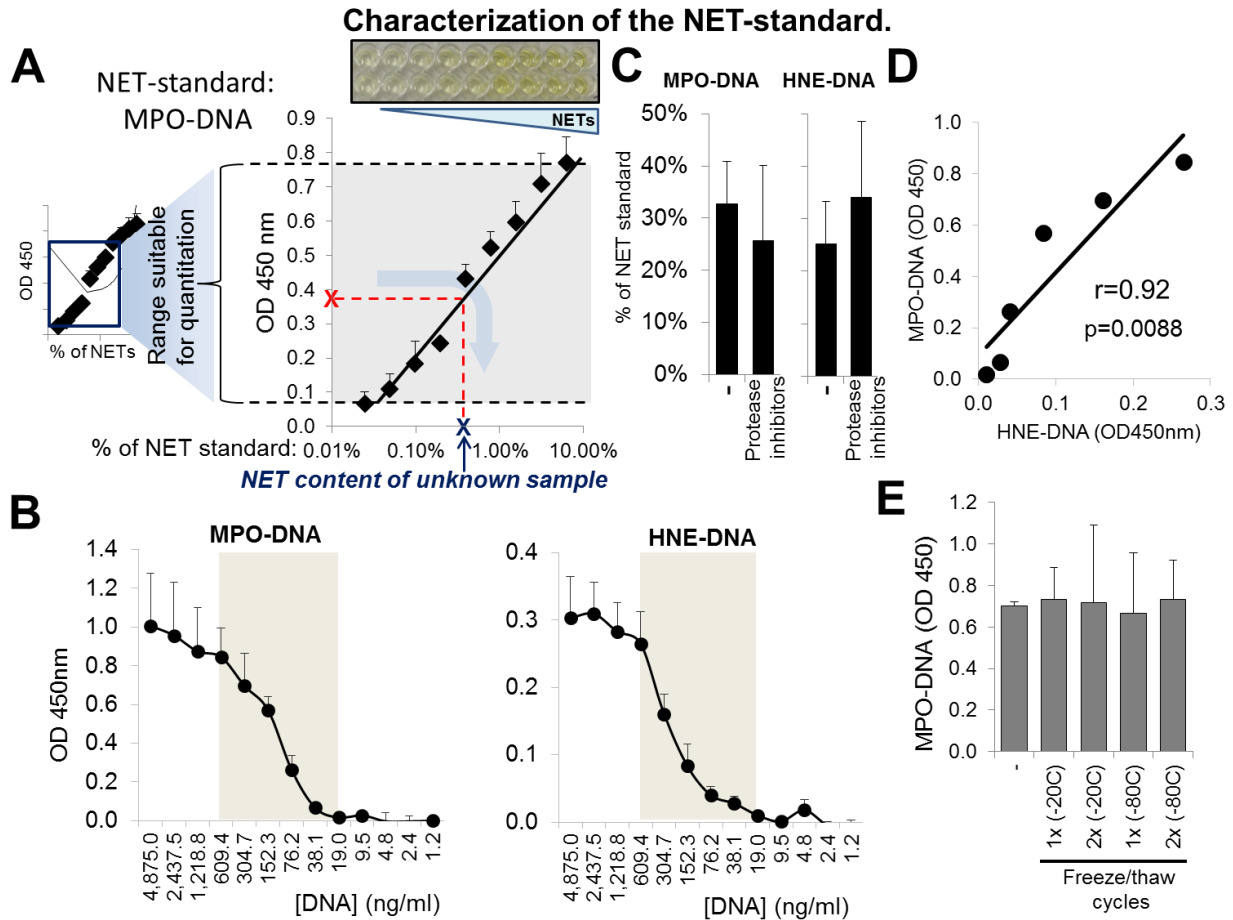 Characterization of the NET-standard.
A
NET-standard:
MPO-DNA
NETs
OD 450
% of NETs
Range suitable
for quantitation
OD 450 nm
0.9
0.8
0.7
0.6
0.5
0.4
0.3
0.2
0.1
0.0
X
X
% of NET standard:
0.01%
0.10%
1.00%
10.00%
NET content of unknown sample
C
MPO-DNA
HNE-DNA
% of NET standard
50%
40%
30%
20%
10%
0%
-
Protease
inhibitors
-
Protease
inhibitors
D
MPO-DNA (OD 450)
1.0
0.8
0.6
0.4
0.2
0.0
r=0.92
p=0.0088
0.0
0.1
0.2
0.3
HNE-DNA (OD450nm)
B
MPO-DNA
OD 450nm
1.4
1.2
1.0
0.8
0.6
0.4
0.2
0.0
4,875.0
2,437.5
1,218.8
609.4
304.7
152.3
76.2
38.1
19.0
9.5
4.8
2.4
1.2
[DNA] (ng/ml)
HNE-DNA
0.4
0.3
0.2
0.1
0.0
4,875.0
2,437.5
1,218.8
609.4
304.7
152.3
76.2
38.1
19.0
9.5
4.8
2.4
1.2
[DNA] (ng/ml)
E
MPO-DNA (OD 450)
1.2
1.0
0.8
0.6
0.4
0.2
0.0
-
1x (-20C)
2x (-20C)
1x (-80C)
2x (-80C)
Freeze/thaw
cycles